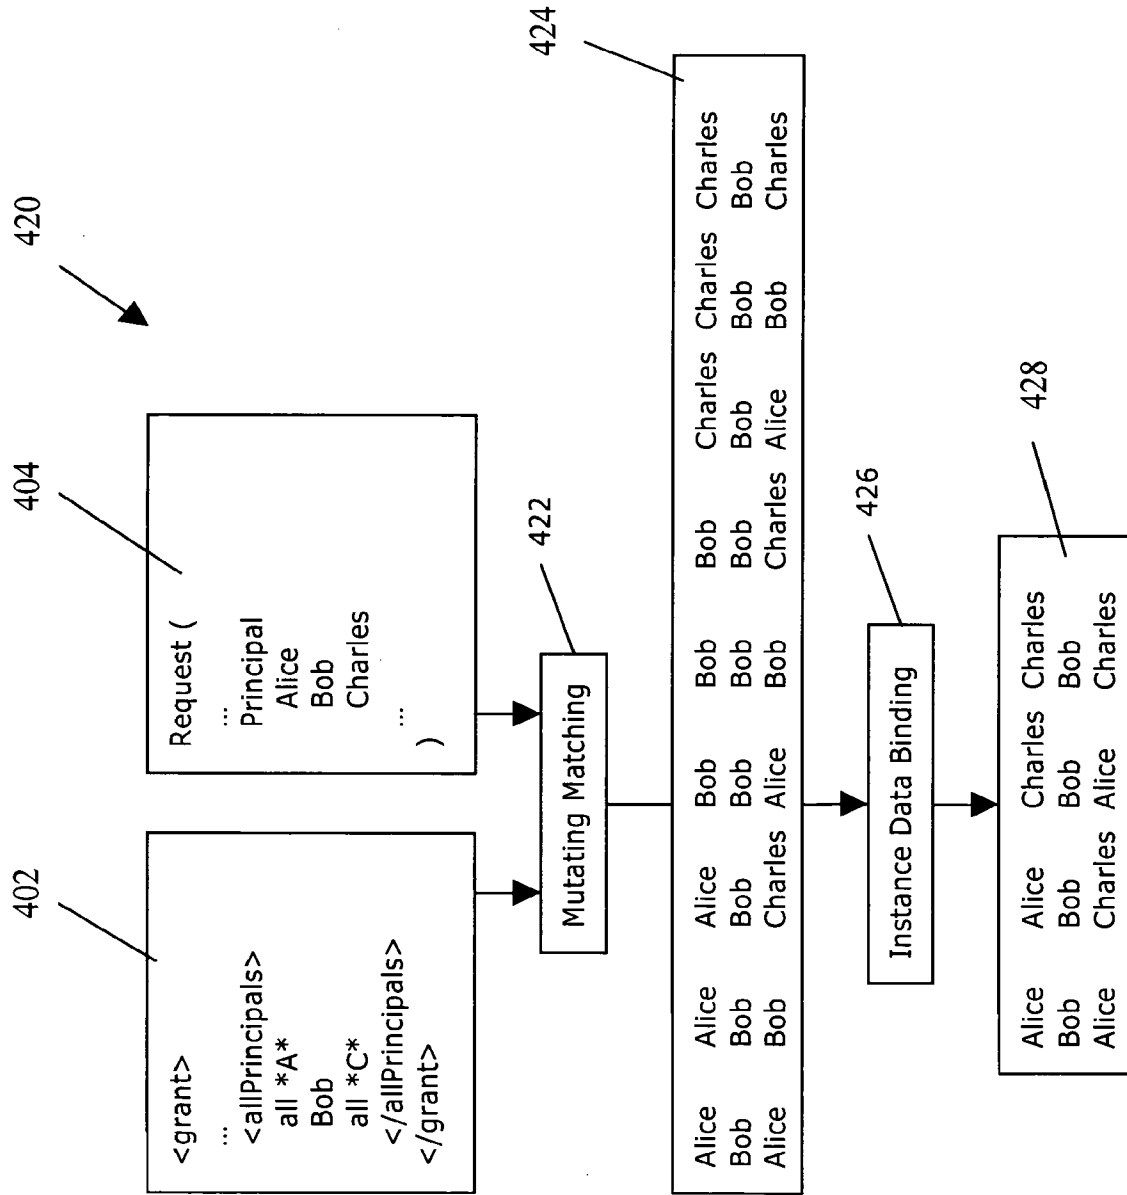 420
402
404
<grant>
...
<allPrincipals>
all *A*
Bob
all *C*
</allPrincipals>
</grant>
Request (
...
Principal
Alice
Bob
Charles
...
)
Mutating Matching
422
424
Alice Alice Alice Bob Bob Bob Charles Charles Charles
Bob Bob Bob Bob Bob Bob Bob Bob Bob
Alice Bob Charles Alice Bob Charles Alice Bob Charles
Instance Data Binding
426
428
Alice Alice Charles Charles
Bob Bob Bob Bob
Alice Charles Alice Charles